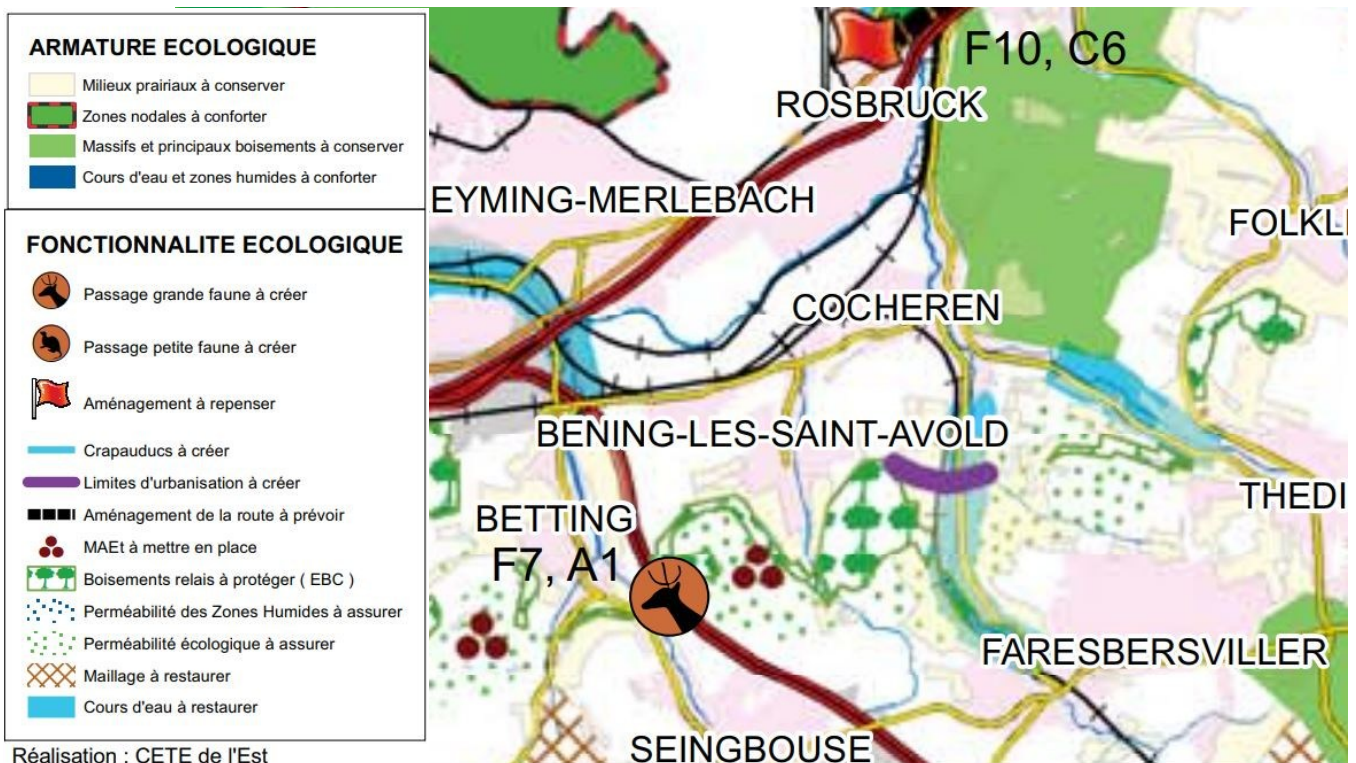 ARMATURE ECOLOGIQUE
Milieux prairiaux à conserver
Zones nodales à conforter
Massifs et principaux boisements à conserver
Cours d'eau et zones humides à conforter
FONCTIONNALITE ECOLOGIQUE
Passage grande faune à créer
Passage petite faune à créer
Aménagement à repenser
Crapauducs à créer
Limites d'urbanisation à créer
Aménagement de la route à prévoir
MAEt à mettre en place
Boisements relais à protéger ( EBC )
Perméabilité des Zones Humides à assurer
Perméabilité écologique à assurer
Maillage à restaurer
Cours d'eau à restaurer
Réalisation : CETE de l'Est
F10, C6
ROSBRUCK
EYMING-MERLEBACH
FOLKLI
COCHEREN
BENING-LES-SAINT-AVOLD
THEDI
BETTING
F7, A1
FARESBERSVILLER
SEINGBOUSE